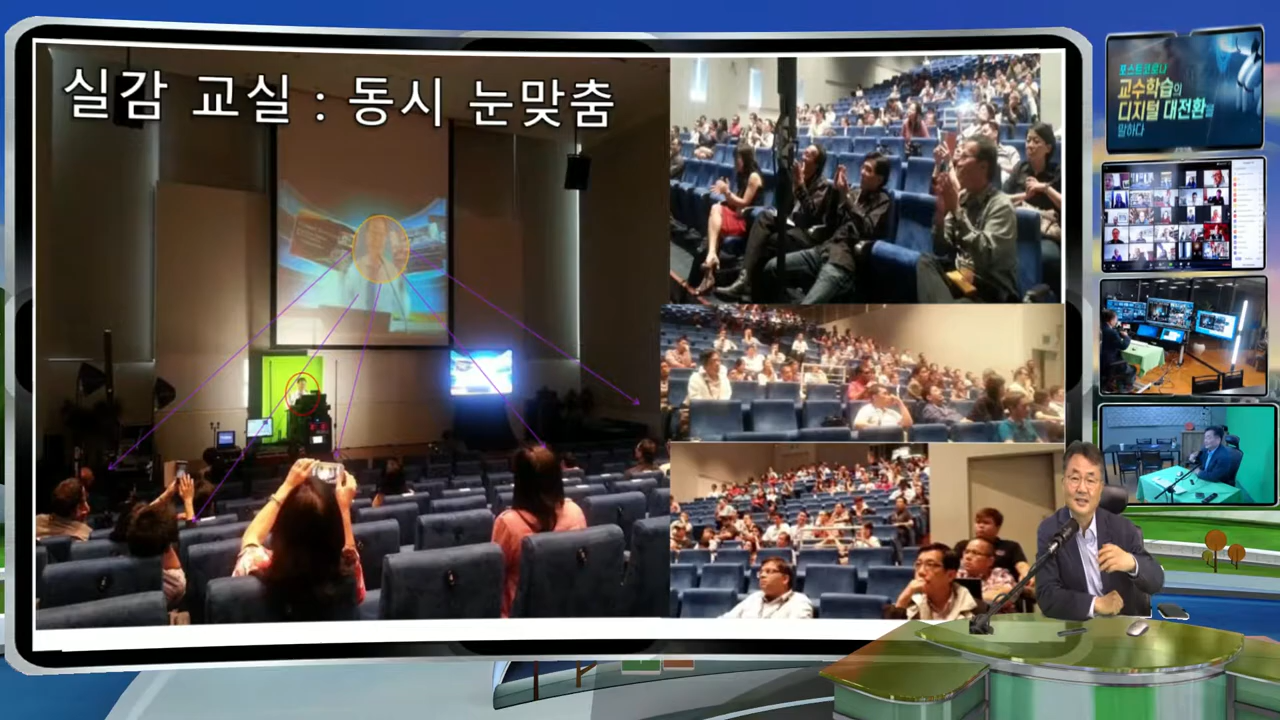 실감 교실 : 동시 눈맞춤
포스트코로나
교수학습의
디지털 대전환을
말하다